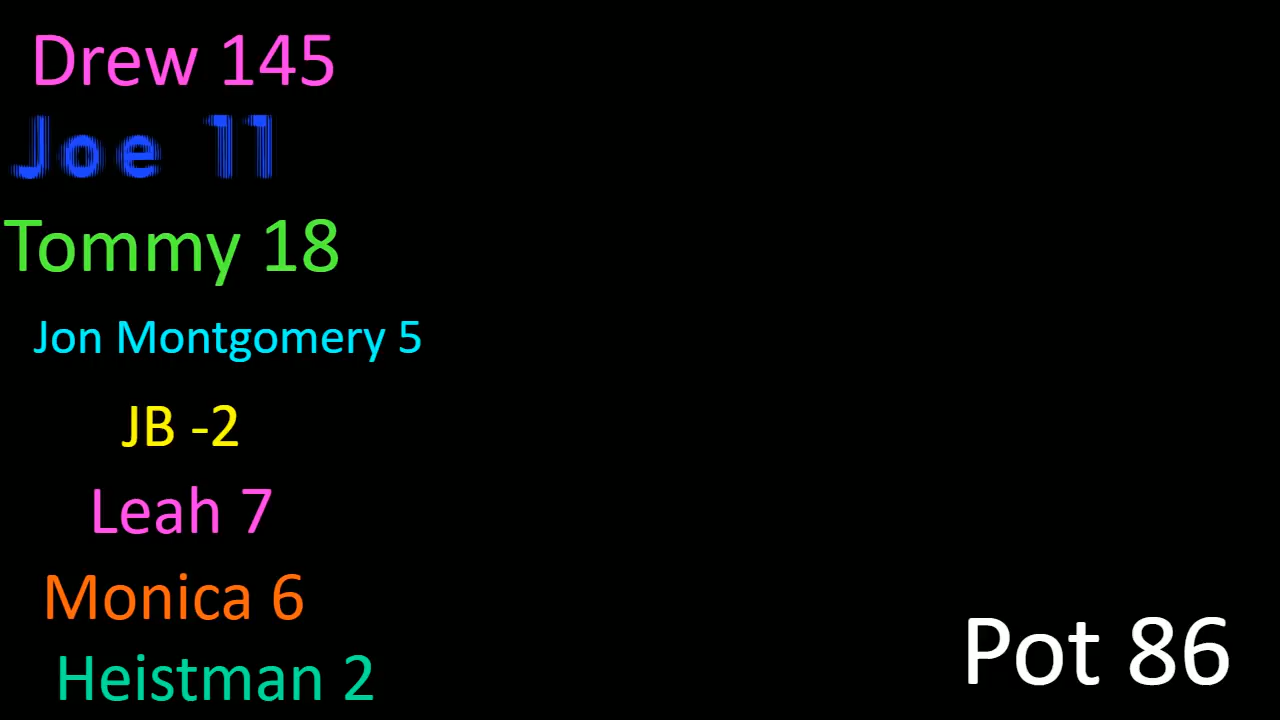 Drew 145
Joe 11
Tommy 18
Jon Montgomery 5
JB -2
Leah 7
Monica 6
Heistman 2
Pot 86